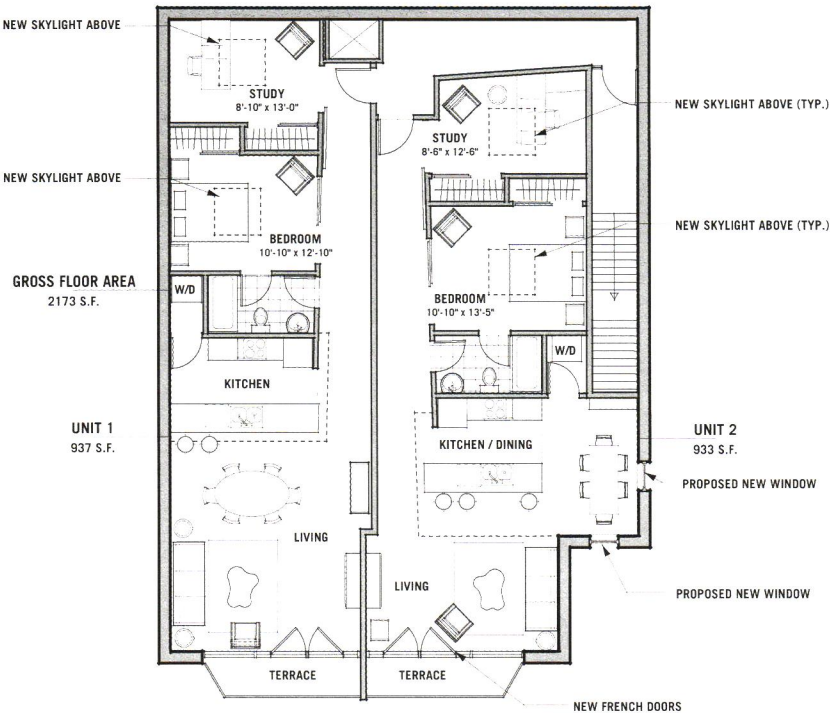 NEW SKYLIGHT ABOVE
STUDY
8'-10" x 13'-0"
NEW SKYLIGHT ABOVE (TYP.)
STUDY
8'-6" x 12'-6"
NEW SKYLIGHT ABOVE
BEDROOM
10'-10" x 12'-10"
NEW SKYLIGHT ABOVE (TYP.)
GROSS FLOOR AREA
2173 S.F.
W/D
BEDROOM
10'-10" x 13'-5"
W/D
KITCHEN
UNIT 1
937 S.F.
KITCHEN / DINING
UNIT 2
933 S.F.
PROPOSED NEW WINDOW
LIVING
LIVING
PROPOSED NEW WINDOW
TERRACE
TERRACE
NEW FRENCH DOORS